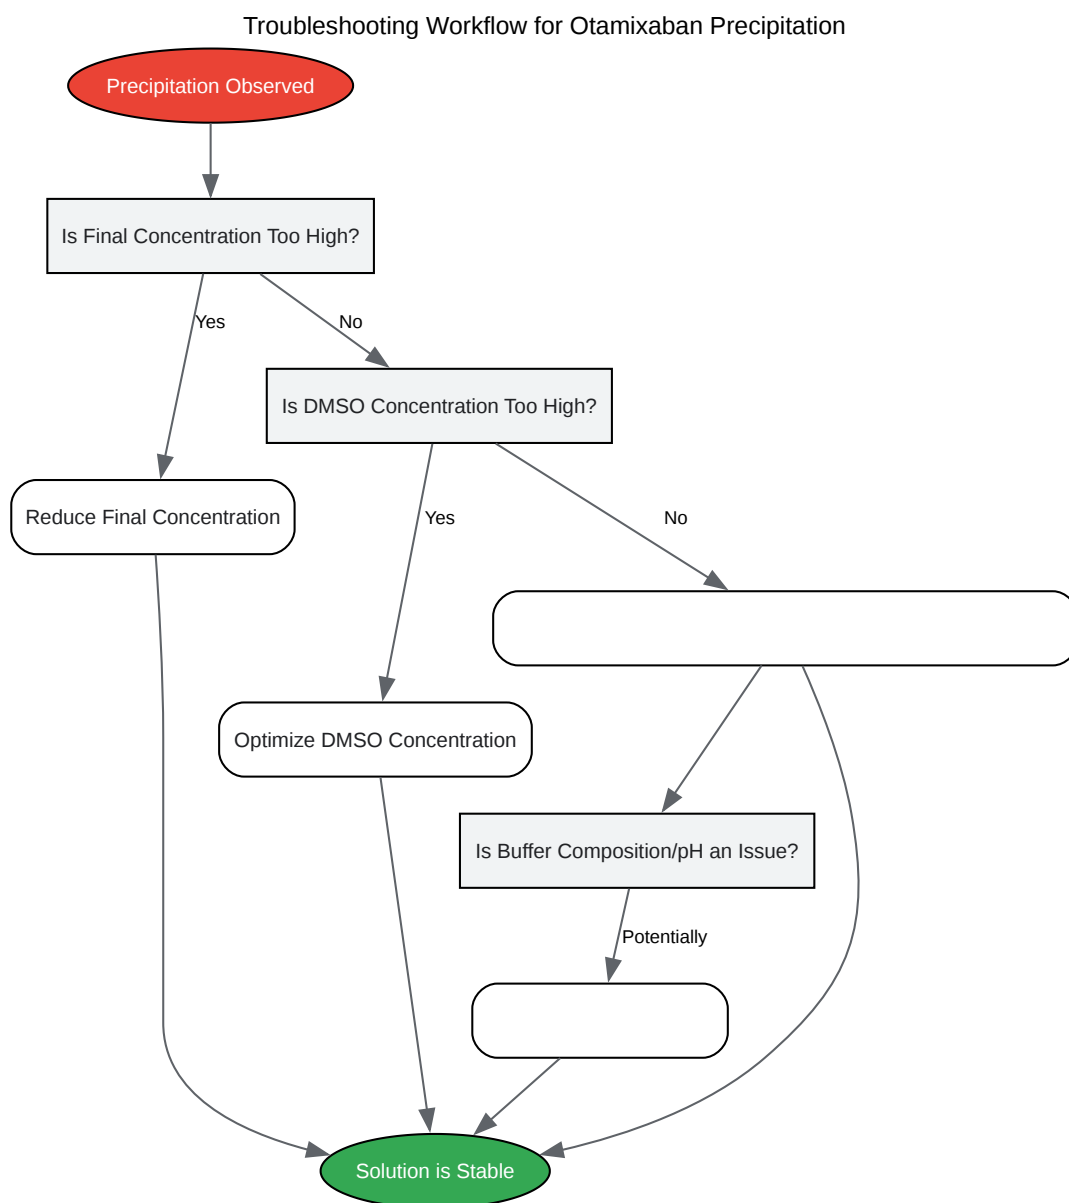 Troubleshooting Workflow for Otamixaban Precipitation
Precipitation Observed
Is Final Concentration Too High?
Yes
No
Is DMSO Concentration Too High?
Reduce Final Concentration
Yes
No
Optimize DMSO Concentration
Is Buffer Composition/pH an Issue?
Potentially
Solution is Stable